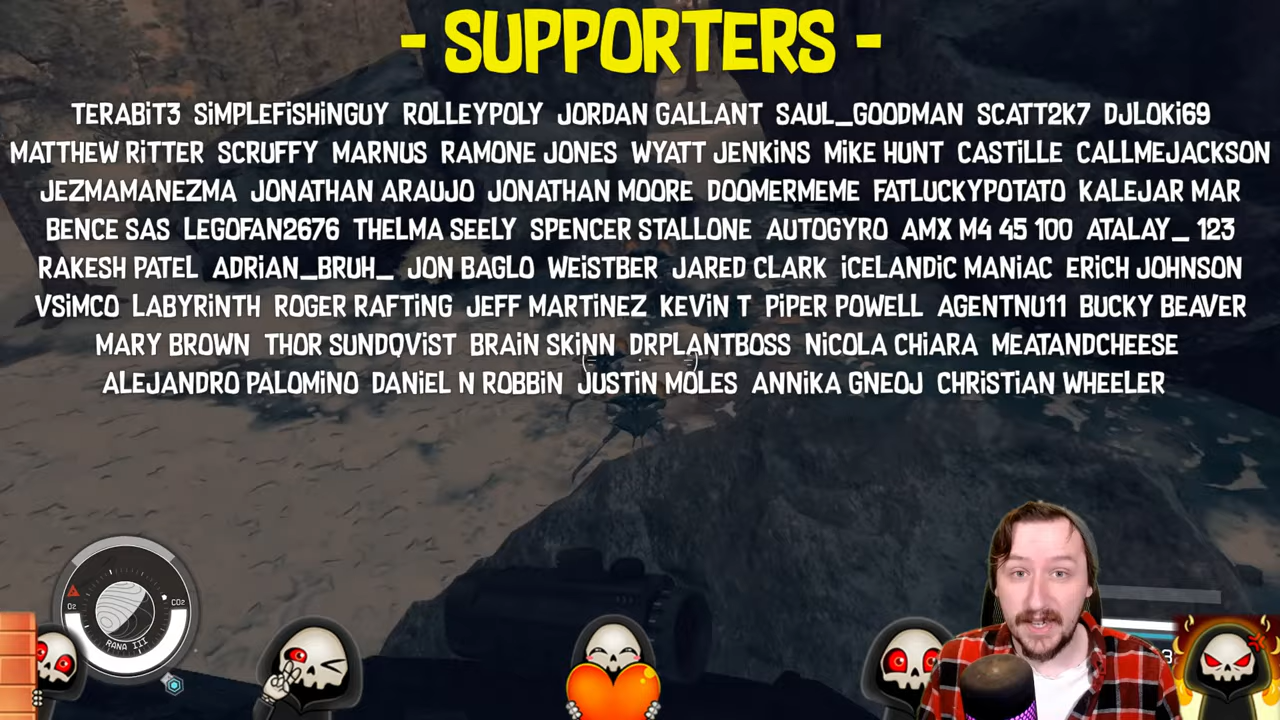 - SUPPORTERS -
TERABiT3 SiMPLEFiSHiNGUY ROLLEYPOLY JORDAN GALLANT SAUL_GOODMAN SCATT2K7 DJLOKi69
MATTHEW RiTTER SCRUFFY MARNUS RAMONE JONES WYATT JENKiNS MiKE HUNT CASTiLLE CALLMEJACKSON
JEZMAMANEZMA JONATHAN ARAUJO JONATHAN MOORE DOOMERMEME FATLUCKYPOTATO KALEJAR MAR
BENCE SAS LEGOFAN2676 THELMA SEELY SPENCER STALLONE AUTOGYRO AMX M4 45 100 ATALAY_ 123
RAKESH PATEL ADRiAN_BRUH_ JON BAGLO WEiSTBER JARED CLARK iCELANDiC MANiAC ERiCH JOHNSON
VSiMCO LABYRiNTH ROGER RAFTiNG JEFF MARTiNEZ KEViN T PiPER POWELL AGENTNU11 BUCKY BEAVER
MARY BROWN THOR SUNDQViST BRAiN SKiNN DRPLANTBOSS NiCOLA CHiARA MEATANDCHEESE
ALEJANDRO PALOMiNO DANiEL N ROBBiN JUSTiN MOLES ANNiKA GNEOJ CHRiSTiAN WHEELER
O2 CO2
RANA III